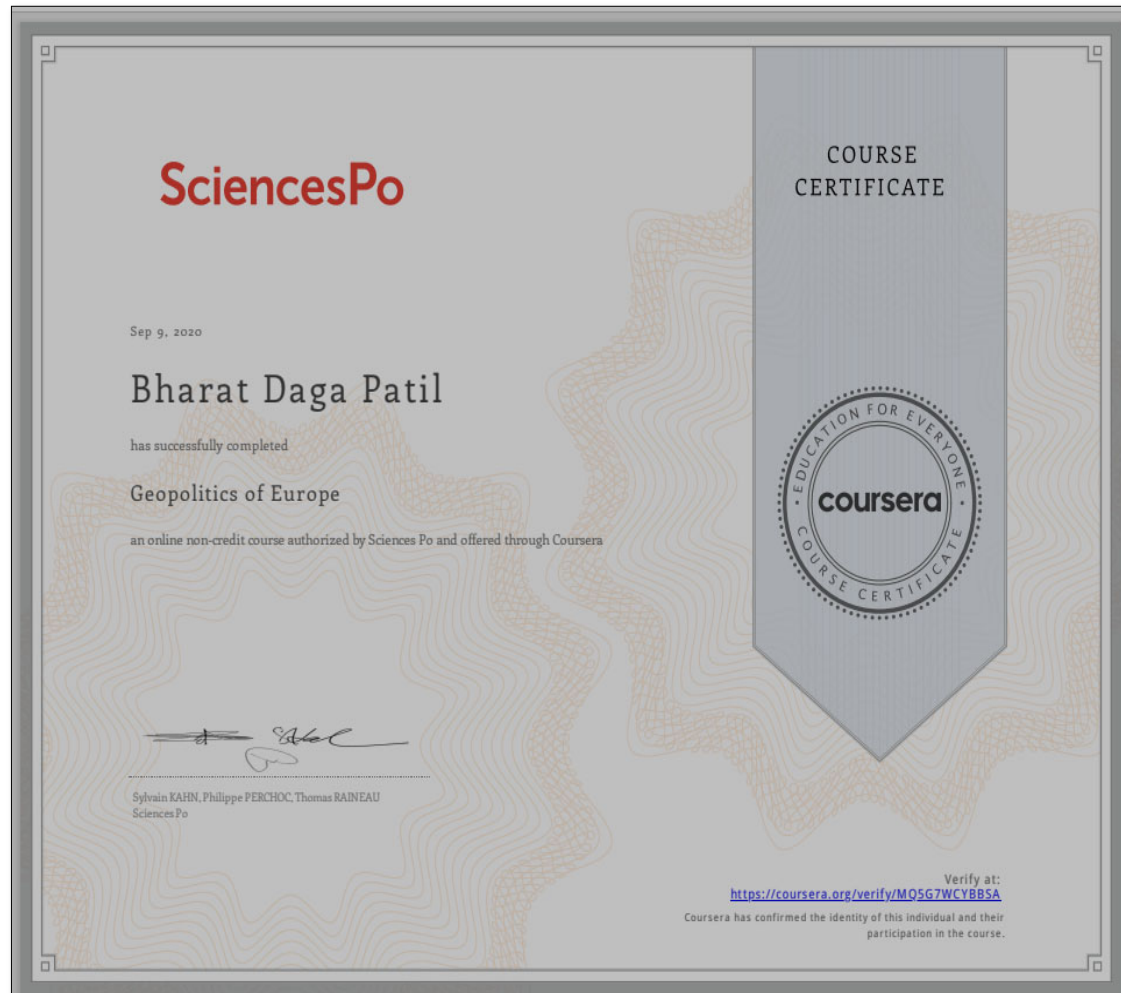 SciencesPo
COURSE
CERTIFICATE
Sep 9, 2020
Bharat Daga Patil
has successfully completed
Geopolitics of Europe
an online non-credit course authorized by Sciences Po and offered through Coursera
EDUCATION FOR EVERYONE
coursera
COURSE CERTIFICATE
Sylvain KAHN, Philippe PERCHOC, Thomas RAINEAU
Sciences Po
Verify at:
https://coursera.org/verify/MQ5G7WCYBBSA
Coursera has confirmed the identity of this individual and their
participation in the course.